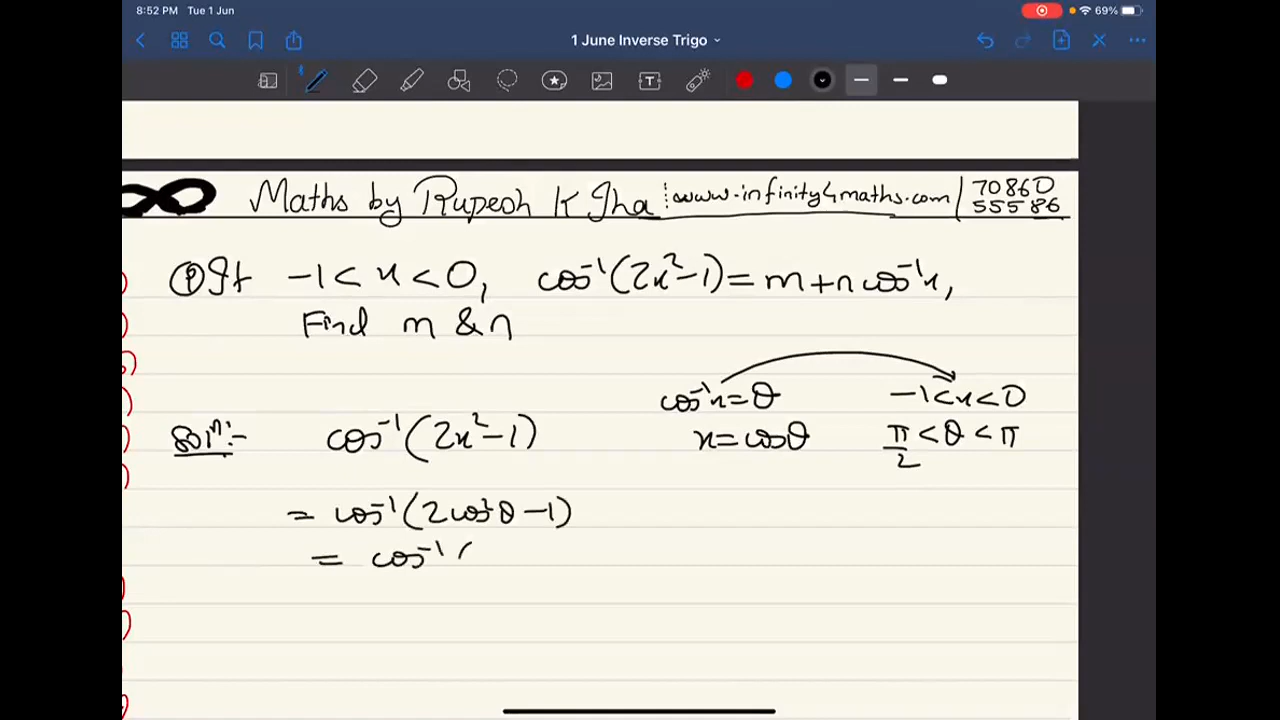 8:52 PM Tue 1 Jun
69%
1 June Inverse Trigo
T
∞ Maths by Rupesh K Jha | www.infinity4maths.com | 70860 55586
(P) If -1 < x < 0, cos⁻¹(2x²-1) = m + n cos⁻¹x,
Find m & n
cos⁻¹x = θ -1 < x < 0
Solⁿ:- cos⁻¹(2x²-1) x = cosθ π/2 < θ < π
= cos⁻¹(2cos²θ-1)
= cos⁻¹(